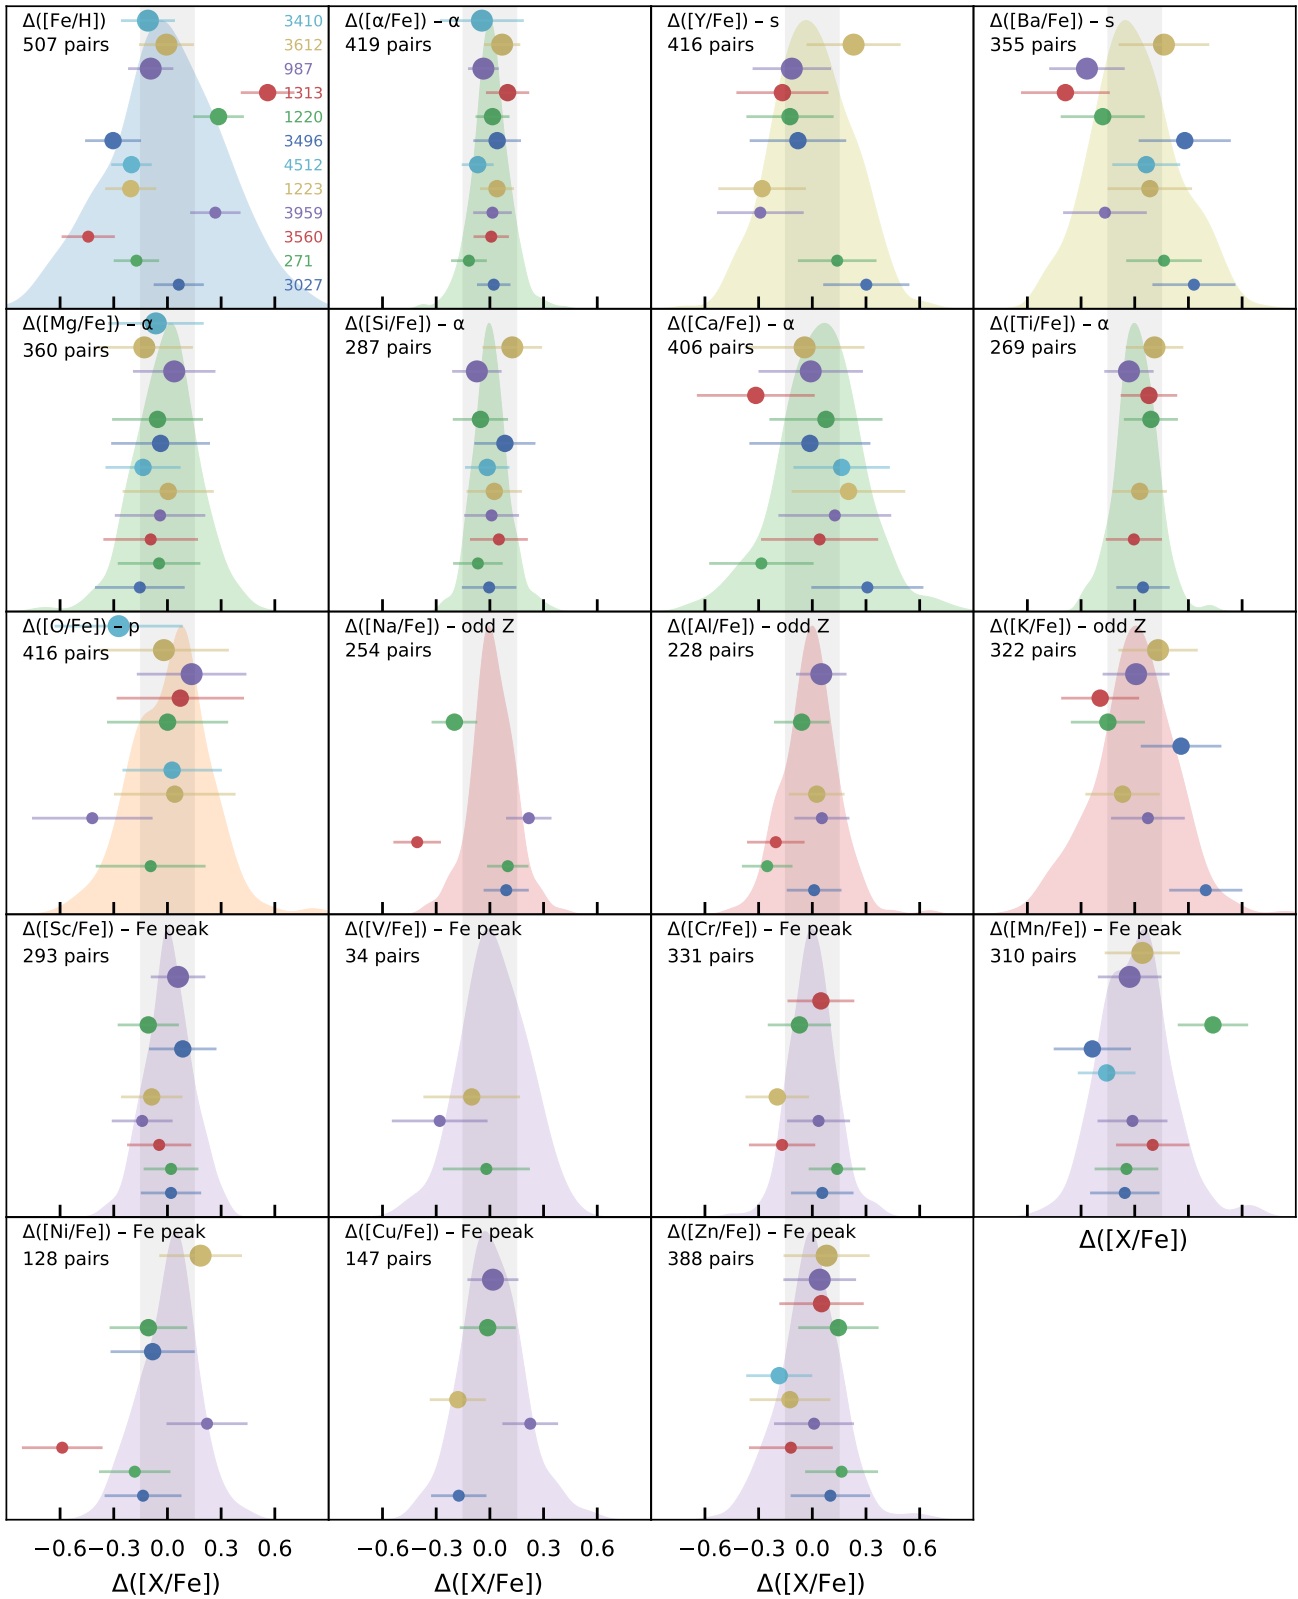 Δ([Fe/H])
507 pairs
3410
3612
987
1313
1220
3496
4512
1223
3959
3560
271
3027
Δ([α/Fe]) – α
419 pairs
Δ([Y/Fe]) – s
416 pairs
Δ([Ba/Fe]) – s
355 pairs
Δ([Mg/Fe]) – α
360 pairs
Δ([Si/Fe]) – α
287 pairs
Δ([Ca/Fe]) – α
406 pairs
Δ([Ti/Fe]) – α
269 pairs
Δ([O/Fe]) – p
416 pairs
Δ([Na/Fe]) – odd Z
254 pairs
Δ([Al/Fe]) – odd Z
228 pairs
Δ([K/Fe]) – odd Z
322 pairs
Δ([Sc/Fe]) – Fe peak
293 pairs
Δ([V/Fe]) – Fe peak
34 pairs
Δ([Cr/Fe]) – Fe peak
331 pairs
Δ([Mn/Fe]) – Fe peak
310 pairs
Δ([Ni/Fe]) – Fe peak
128 pairs
Δ([Cu/Fe]) – Fe peak
147 pairs
Δ([Zn/Fe]) – Fe peak
388 pairs
Δ([X/Fe])
−0.6 −0.3 0.0 0.3 0.6
−0.6 −0.3 0.0 0.3 0.6
−0.6 −0.3 0.0 0.3 0.6
Δ([X/Fe])
Δ([X/Fe])
Δ([X/Fe])